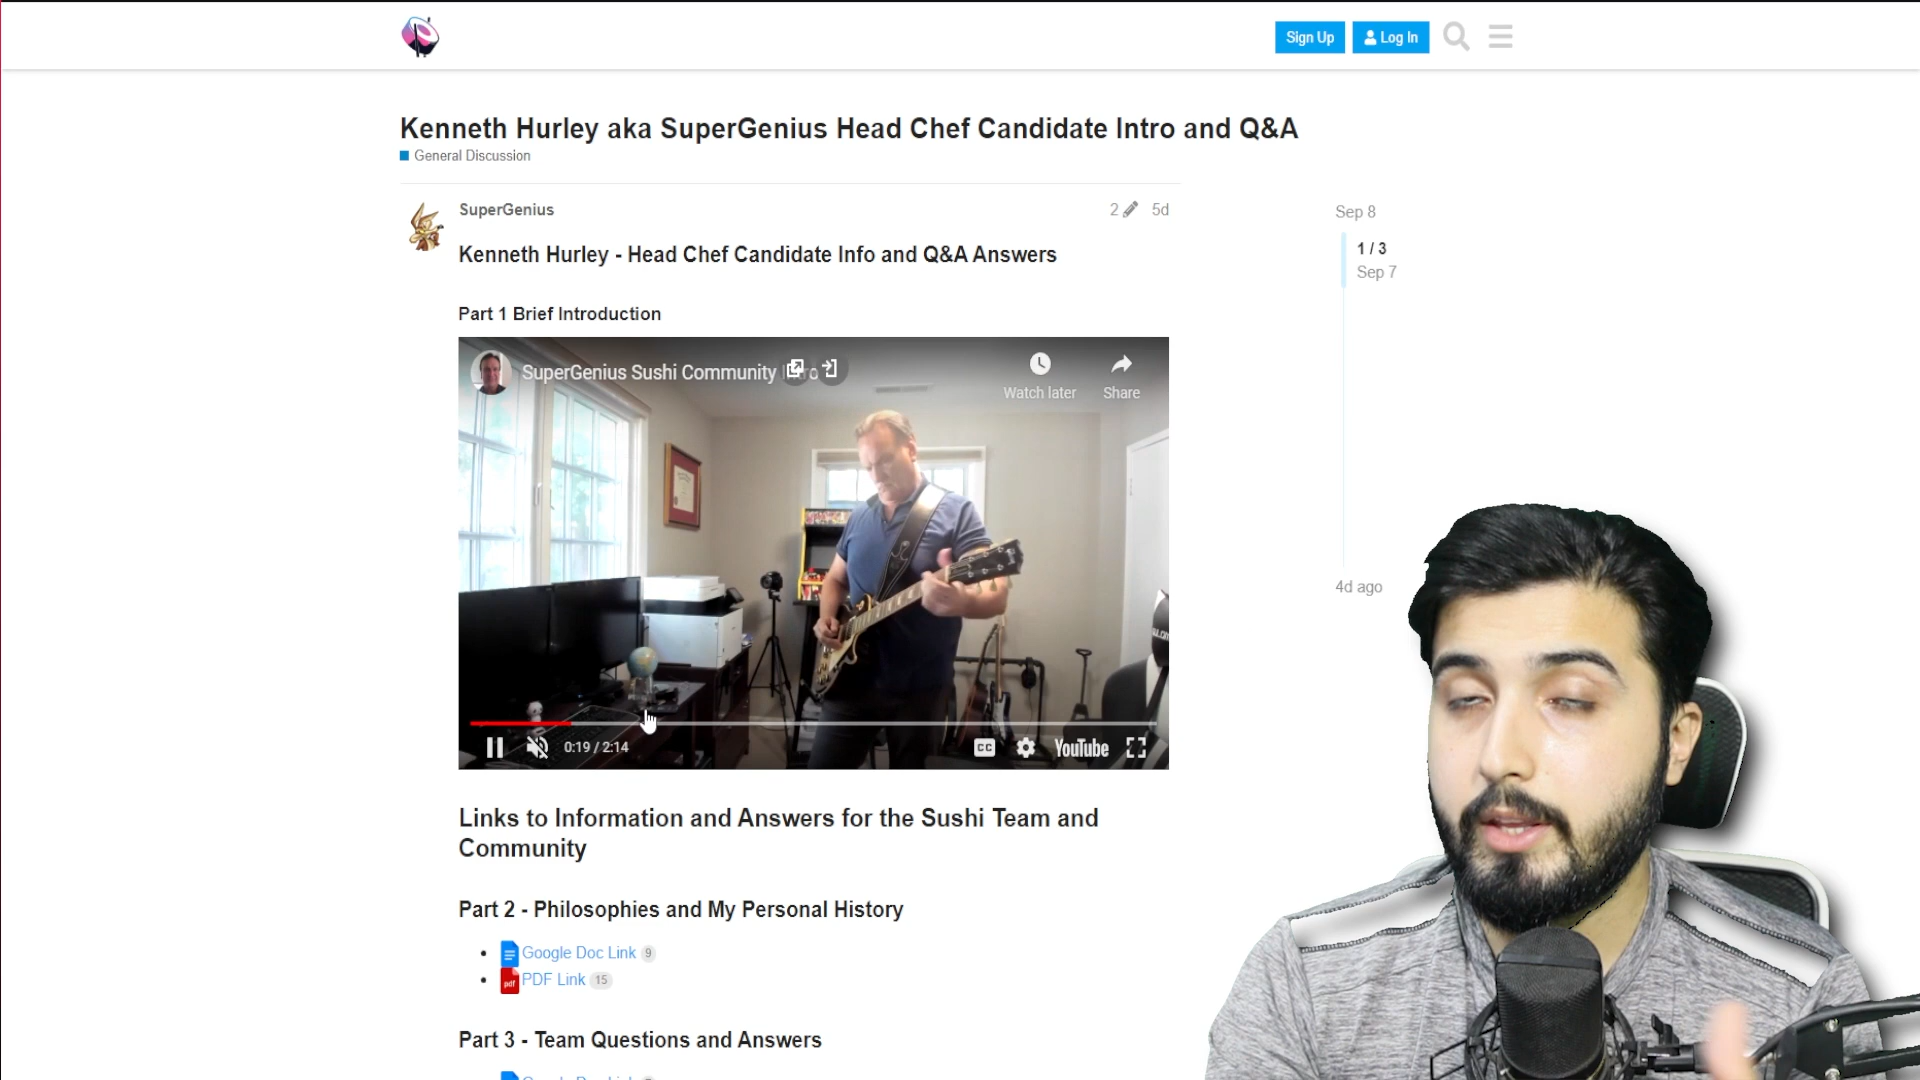 Sign Up
Log In
Kenneth Hurley aka SuperGenius Head Chef Candidate Intro and Q&A
General Discussion
SuperGenius
2
5d
Sep 8
1 / 3
Sep 7
4d ago
Kenneth Hurley - Head Chef Candidate Info and Q&A Answers
Part 1 Brief Introduction
SuperGenius Sushi Community
Watch later
Share
0:19 / 2:14
CC
YouTube
Links to Information and Answers for the Sushi Team and
Community
Part 2 - Philosophies and My Personal History
Google Doc Link 9
pdf PDF Link 15
Part 3 - Team Questions and Answers